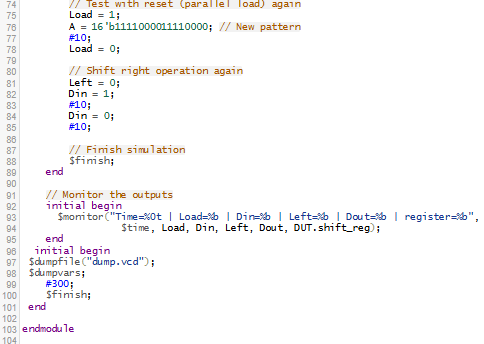 74 // Test with reset (parallel load) again
75 Load = 1;
76 A = 16'b1111000011110000; // New pattern
77 #10;
78 Load = 0;
79
80 // Shift right operation again
81 Left = 0;
82 Din = 1;
83 #10;
84 Din = 0;
85 #10;
86
87 // Finish simulation
88 $finish;
89 end
90
91 // Monitor the outputs
92 initial begin
93 $monitor("Time=%0t | Load=%b | Din=%b | Left=%b | Dout=%b | register=%b",
94 $time, Load, Din, Left, Dout, DUT.shift_reg);
95 end
96 initial begin
97 $dumpfile("dump.vcd");
98 $dumpvars;
99 #300;
100 $finish;
101 end
102
103 endmodule
104